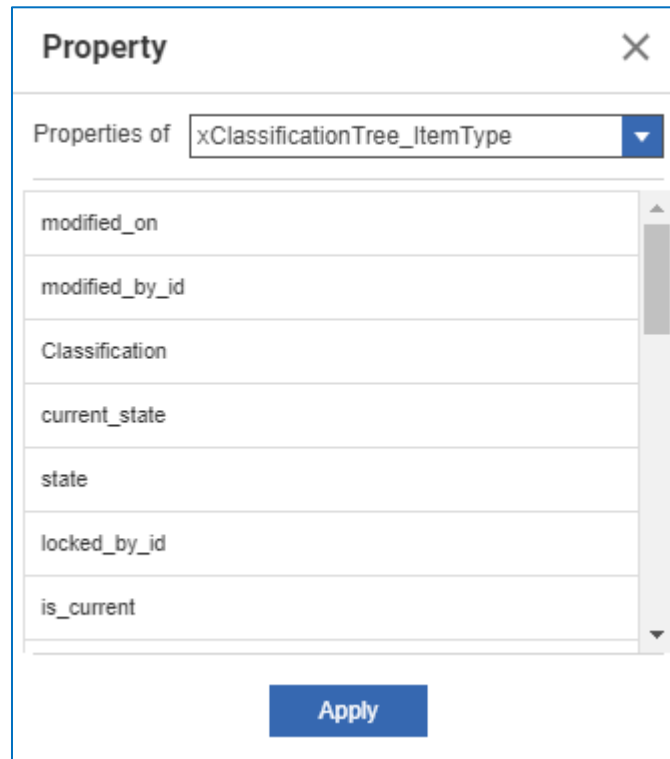 Property
Properties of xClassificationTree_ItemType
modified_on
modified_by_id
Classification
current_state
state
locked_by_id
is_current
Apply